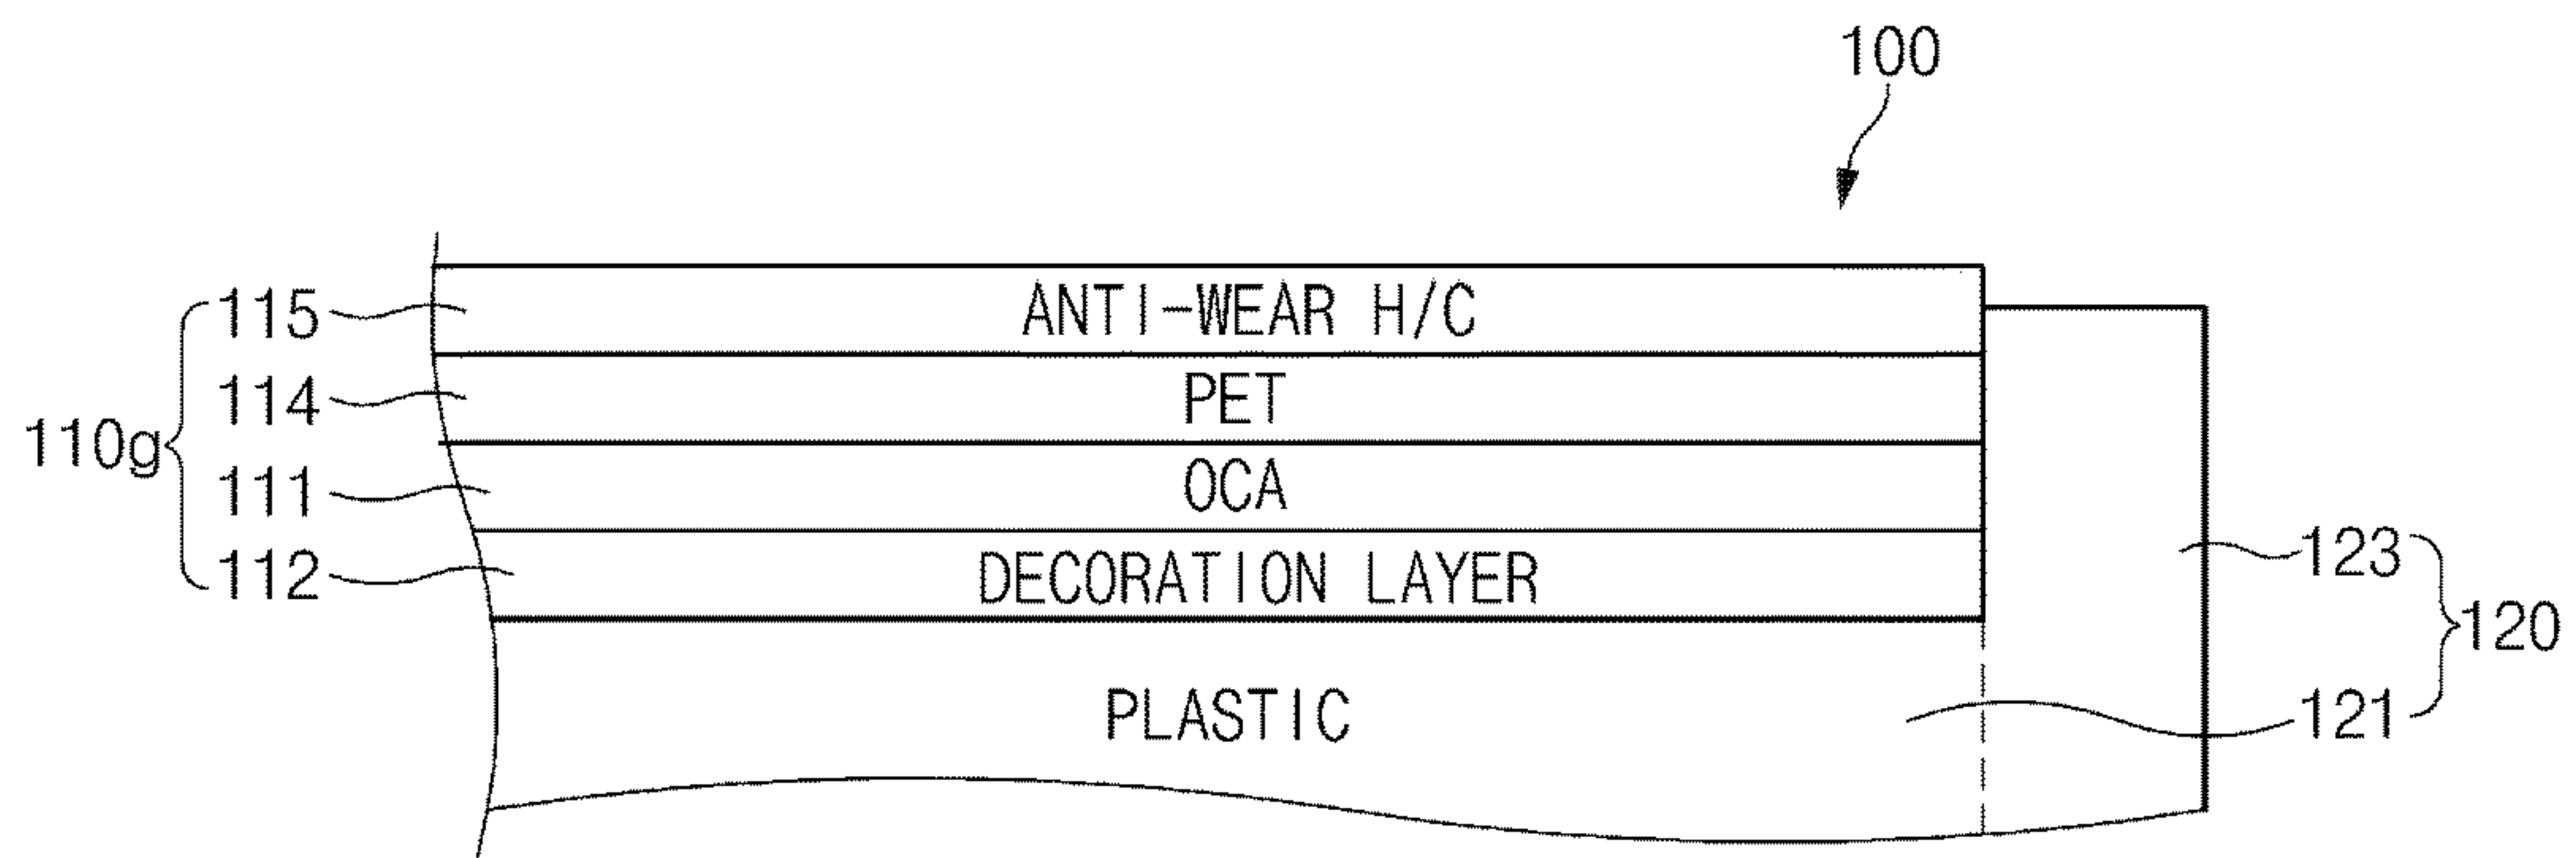 100
115 ANTI-WEAR H/C
114 PET
110g
111 OCA
112 DECORATION LAYER
123
120
121 PLASTIC